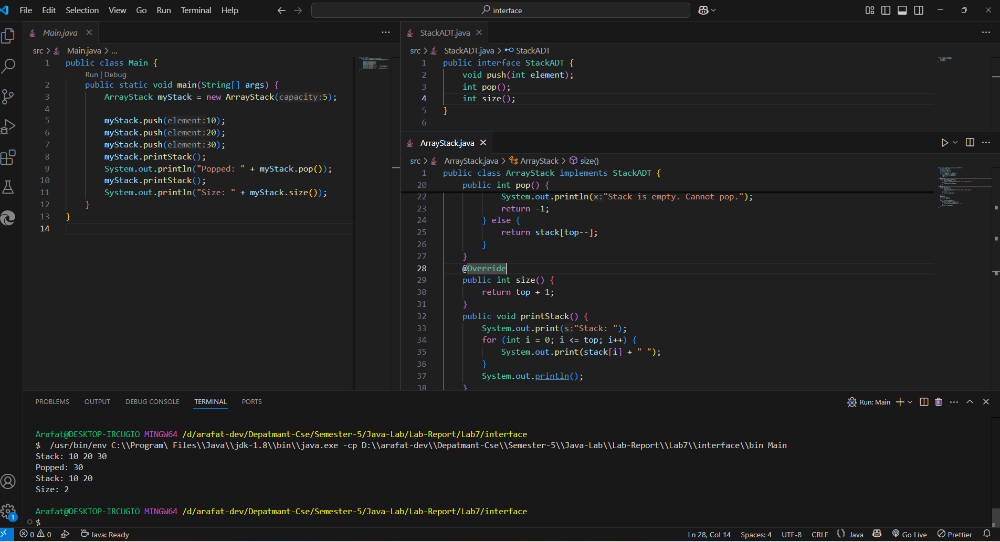 File Edit Selection View Go Run Terminal Help
interface
Main.java
src > Main.java > ...
1 public class Main {
Run | Debug
2 public static void main(String[] args) {
3 ArrayStack myStack = new ArrayStack(capacity:5);
4
5 myStack.push(element:10);
6 myStack.push(element:20);
7 myStack.push(element:30);
8 myStack.printStack();
9 System.out.println("Popped: " + myStack.pop());
10 myStack.printStack();
11 System.out.println("Size: " + myStack.size());
12 }
13 }
14
StackADT.java
src > StackADT.java > StackADT
1 public interface StackADT {
2 void push(int element);
3 int pop();
4 int size();
5 }
6
ArrayStack.java
src > ArrayStack.java > ArrayStack > size()
1 public class ArrayStack implements StackADT {
20 public int pop() {
22 System.out.println(x:"Stack is empty. Cannot pop.");
23 return -1;
24 } else {
25 return stack[top--];
26 }
27 }
28 @Override
29 public int size() {
30 return top + 1;
31 }
32 public void printStack() {
33 System.out.print(s:"Stack: ");
34 for (int i = 0; i <= top; i++) {
35 System.out.print(stack[i] + " ");
36 }
37 System.out.println();
38 }
PROBLEMS OUTPUT DEBUG CONSOLE TERMINAL PORTS
Run: Main
Arafat@DESKTOP-IRCUGIO MINGW64 /d/arafat-dev/Depatmant-Cse/Semester-5/Java-Lab/Lab-Report/Lab7/interface
$ /usr/bin/env C:\\Program\ Files\\Java\\jdk-1.8\\bin\\java.exe -cp D:\\arafat-dev\\Depatmant-Cse\\Semester-5\\Java-Lab\\Lab-Report\\Lab7\\interface\\bin Main
Stack: 10 20 30
Popped: 30
Stack: 10 20
Size: 2
Arafat@DESKTOP-IRCUGIO MINGW64 /d/arafat-dev/Depatmant-Cse/Semester-5/Java-Lab/Lab-Report/Lab7/interface
$
1
0 0 Java: Ready
Ln 28, Col 14 Spaces: 4 UTF-8 CRLF {} Java Go Live Prettier